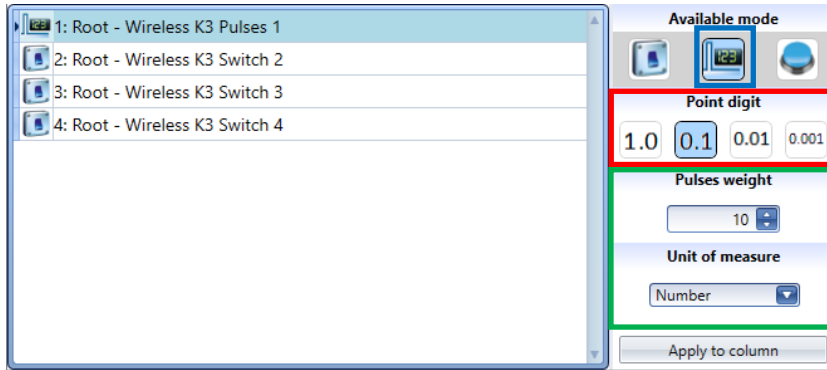 1: Root - Wireless K3 Pulses 1
2: Root - Wireless K3 Switch 2
3: Root - Wireless K3 Switch 3
4: Root - Wireless K3 Switch 4
Available mode
123
Point digit
1.0 0.1 0.01 0.001
Pulses weight
10
Unit of measure
Number
Apply to column